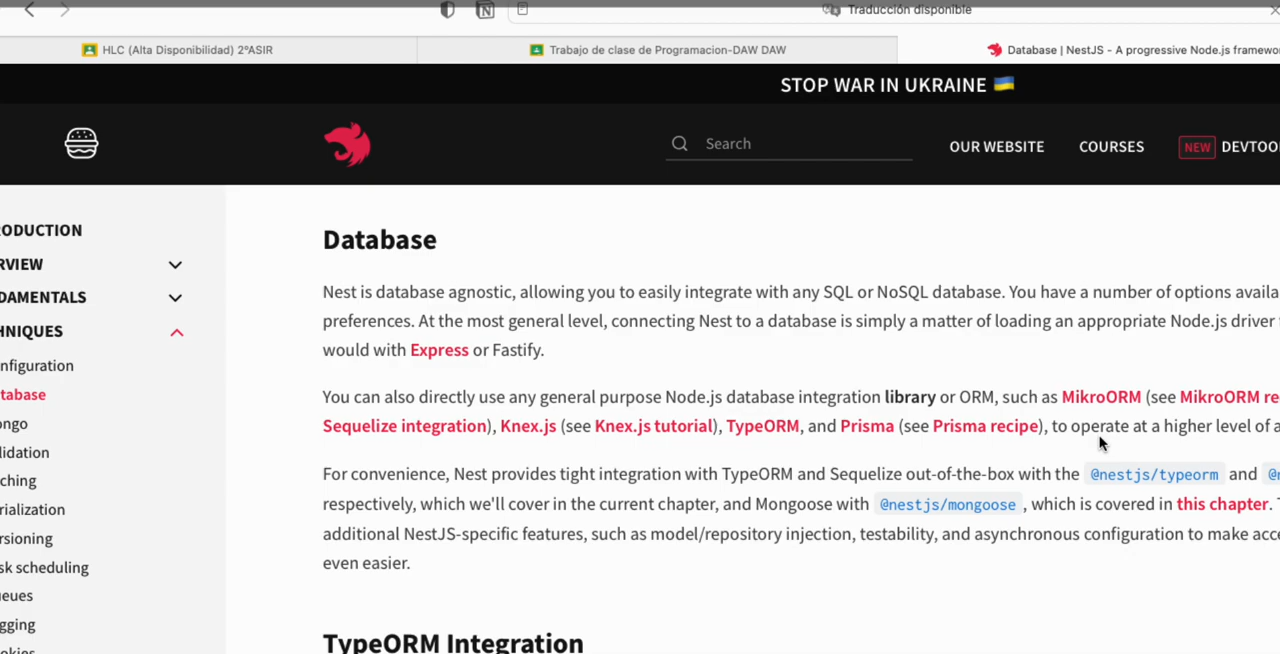 Traducción disponible
HLC (Alta Disponibilidad) 2ºASIR
Trabajo de clase de Programacion-DAW DAW
Database | NestJS - A progressive Node.js framewo
STOP WAR IN UKRAINE
Search
OUR WEBSITE
COURSES
NEW DEVTOO
RODUCTION
RVIEW
DAMENTALS
HNIQUES
nfiguration
tabase
ongo
lidation
ching
rialization
rsioning
sk scheduling
ueues
gging
okies
Database
Nest is database agnostic, allowing you to easily integrate with any SQL or NoSQL database. You have a number of options availa
preferences. At the most general level, connecting Nest to a database is simply a matter of loading an appropriate Node.js driver
would with Express or Fastify.
You can also directly use any general purpose Node.js database integration library or ORM, such as MikroORM (see MikroORM re
Sequelize integration), Knex.js (see Knex.js tutorial), TypeORM, and Prisma (see Prisma recipe), to operate at a higher level of a
For convenience, Nest provides tight integration with TypeORM and Sequelize out-of-the-box with the @nestjs/typeorm and @n
respectively, which we'll cover in the current chapter, and Mongoose with @nestjs/mongoose , which is covered in this chapter. T
additional NestJS-specific features, such as model/repository injection, testability, and asynchronous configuration to make acce
even easier.
TypeORM Integration